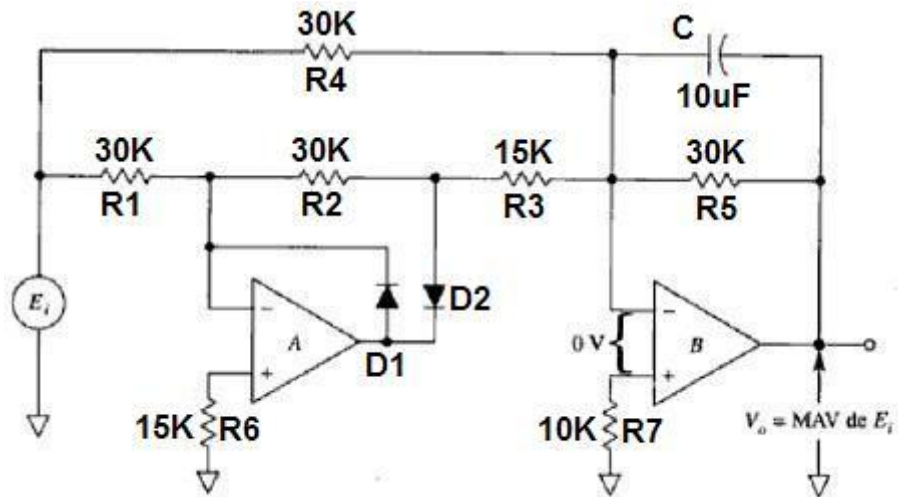 30K
R4
C
10uF
30K
R1
30K
R2
15K
R3
30K
R5
Ei
−
A
+
D1
D2
15K R6
0 V
−
B
+
10K R7
Vo = MAV de Ei